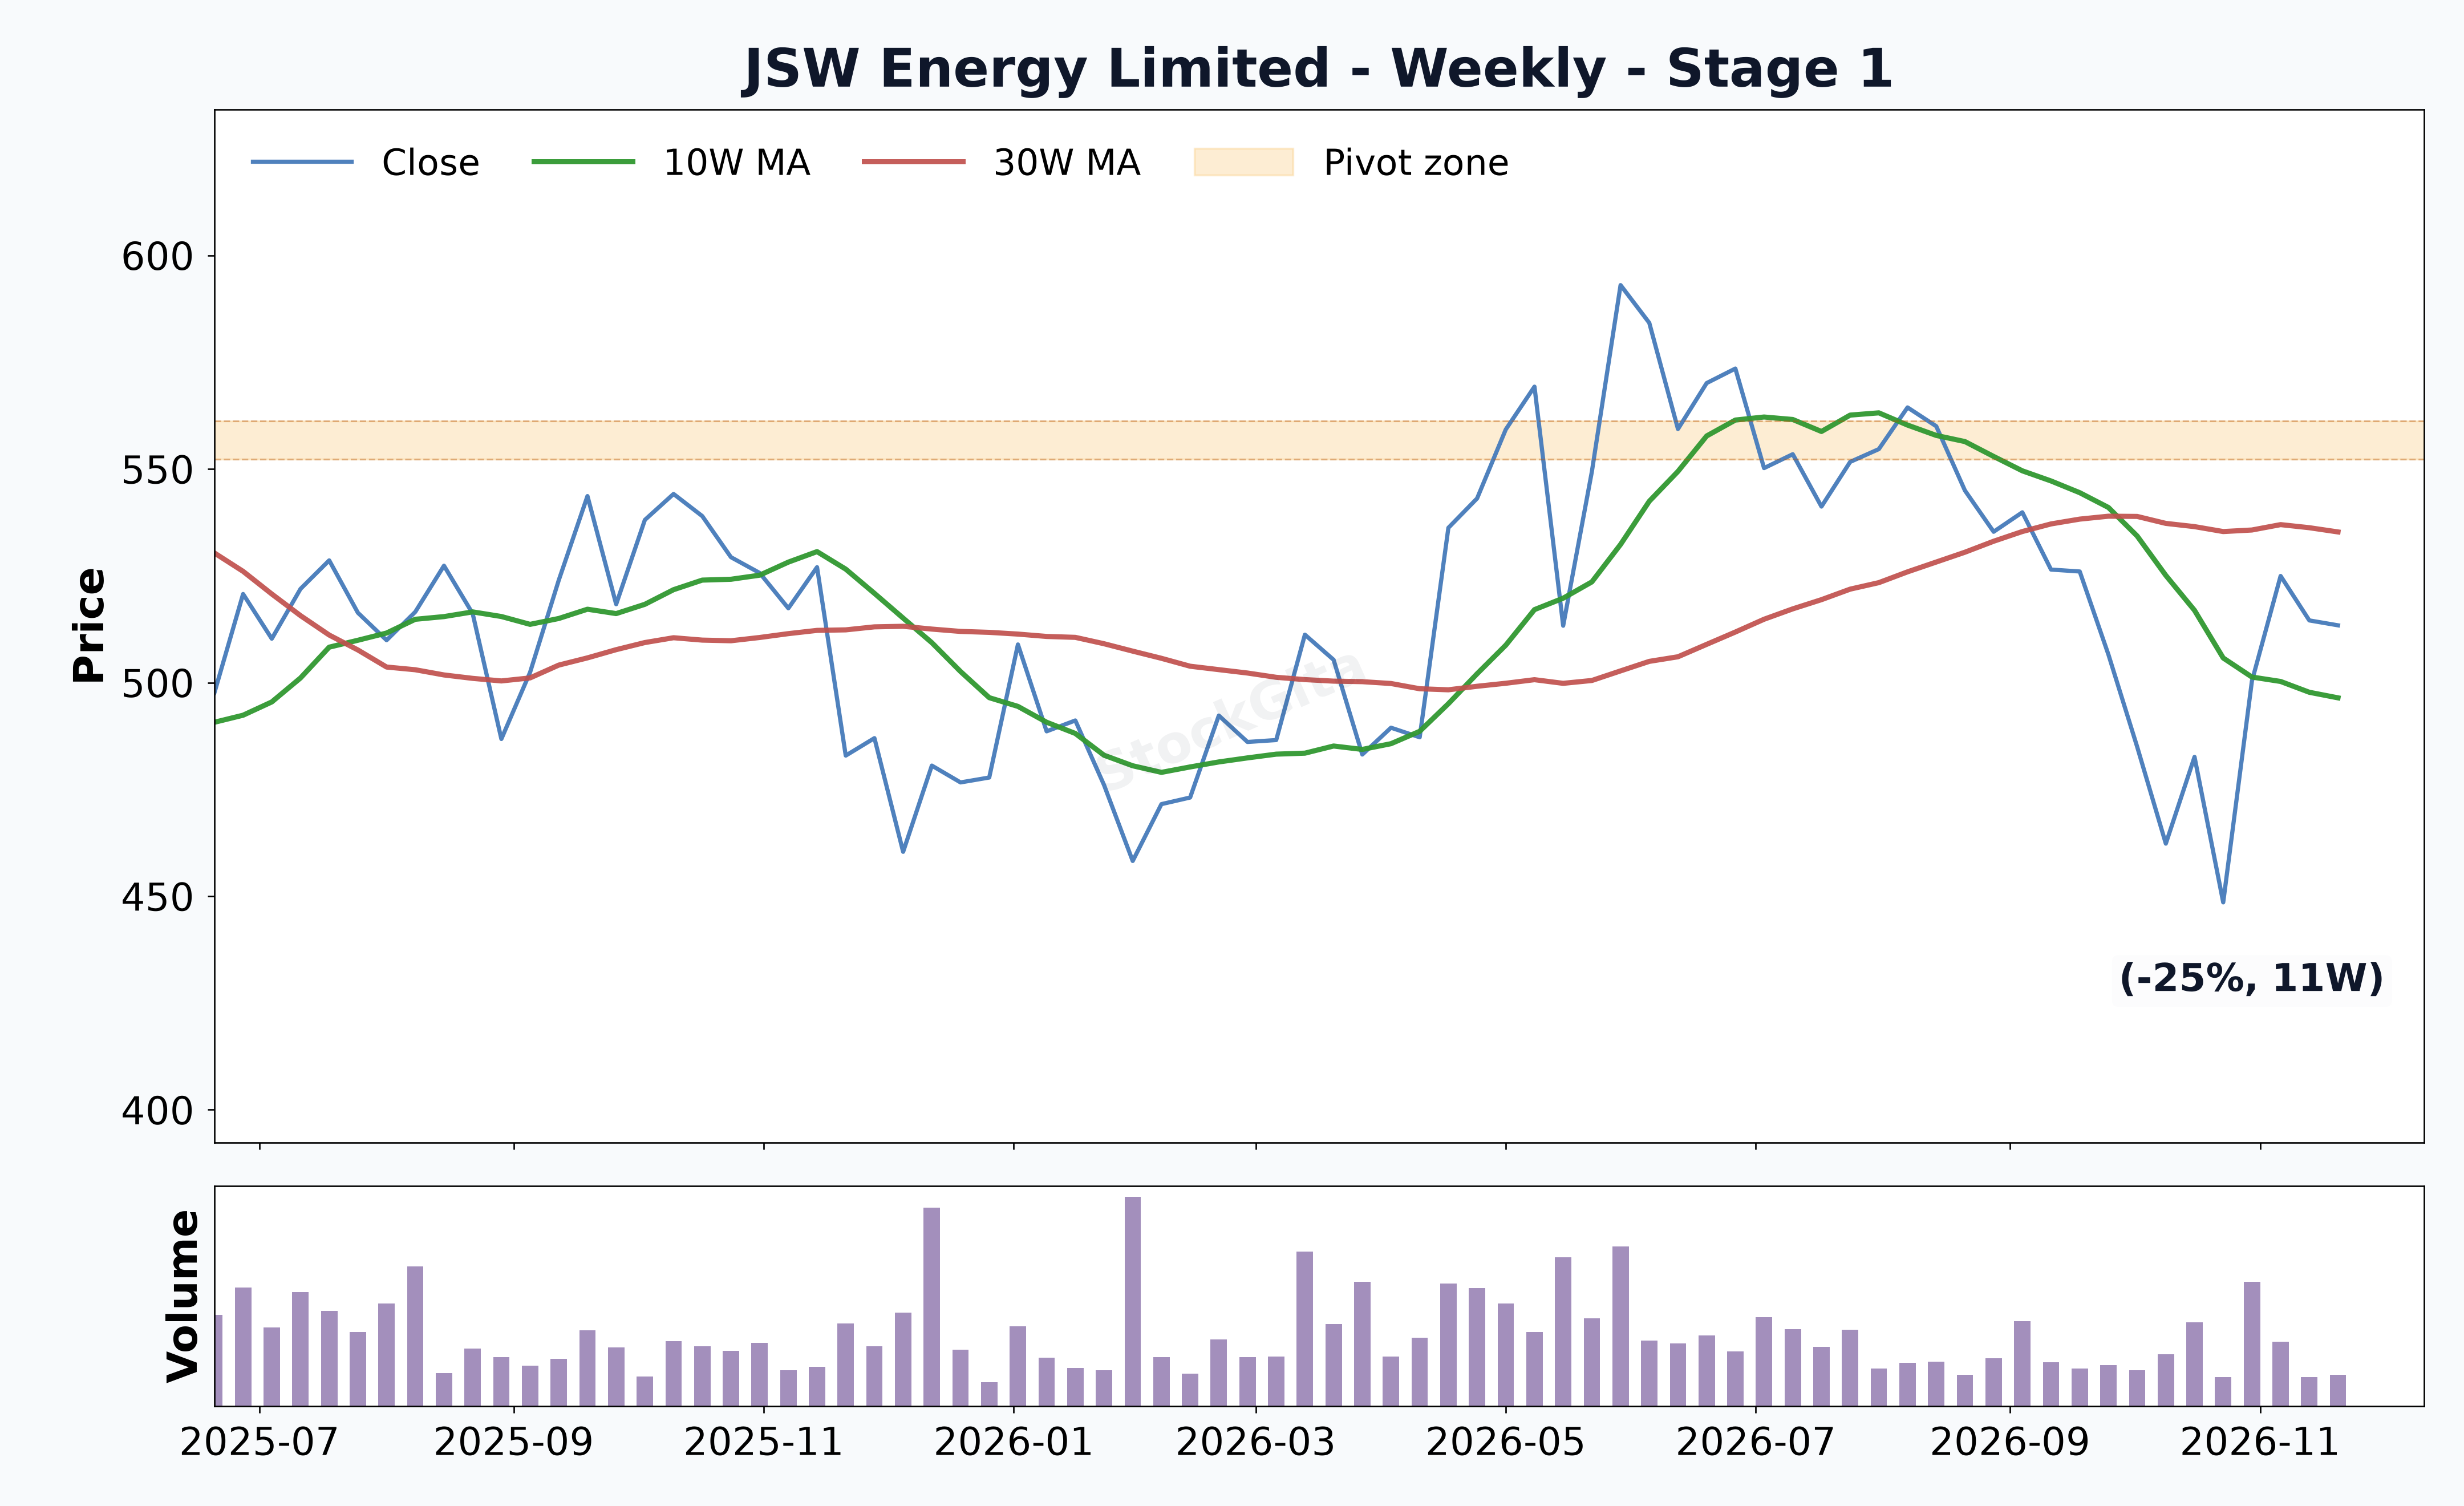 JSW Energy Limited - Weekly - Stage 1
Close 10W MA 30W MA Pivot zone
Price
600
550
500
450
400
StockGita
(-25%, 11W)
Volume
2025-07 2025-09 2025-11 2026-01 2026-03 2026-05 2026-07 2026-09 2026-11